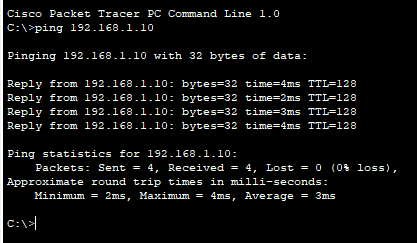 Cisco Packet Tracer PC Command Line 1.0
C:\>ping 192.168.1.10
Pinging 192.168.1.10 with 32 bytes of data:
Reply from 192.168.1.10: bytes=32 time=4ms TTL=128
Reply from 192.168.1.10: bytes=32 time=2ms TTL=128
Reply from 192.168.1.10: bytes=32 time=3ms TTL=128
Reply from 192.168.1.10: bytes=32 time=4ms TTL=128
Ping statistics for 192.168.1.10:
    Packets: Sent = 4, Received = 4, Lost = 0 (0% loss),
Approximate round trip times in milli-seconds:
    Minimum = 2ms, Maximum = 4ms, Average = 3ms
C:\>